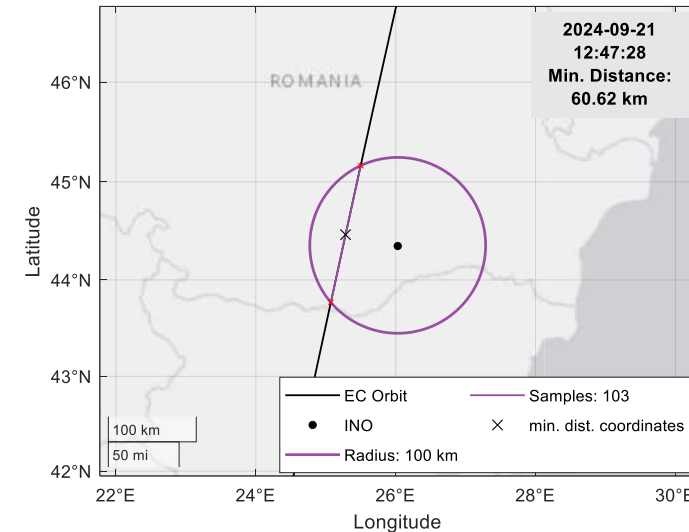 2024-09-21
12:47:28
Min. Distance:
60.62 km
ROMANIA
46°N
45°N
44°N
43°N
42°N
Latitude
EC Orbit
Samples: 103
INO
min. dist. coordinates
Radius: 100 km
100 km
50 mi
22°E
24°E
26°E
28°E
30°E
Longitude